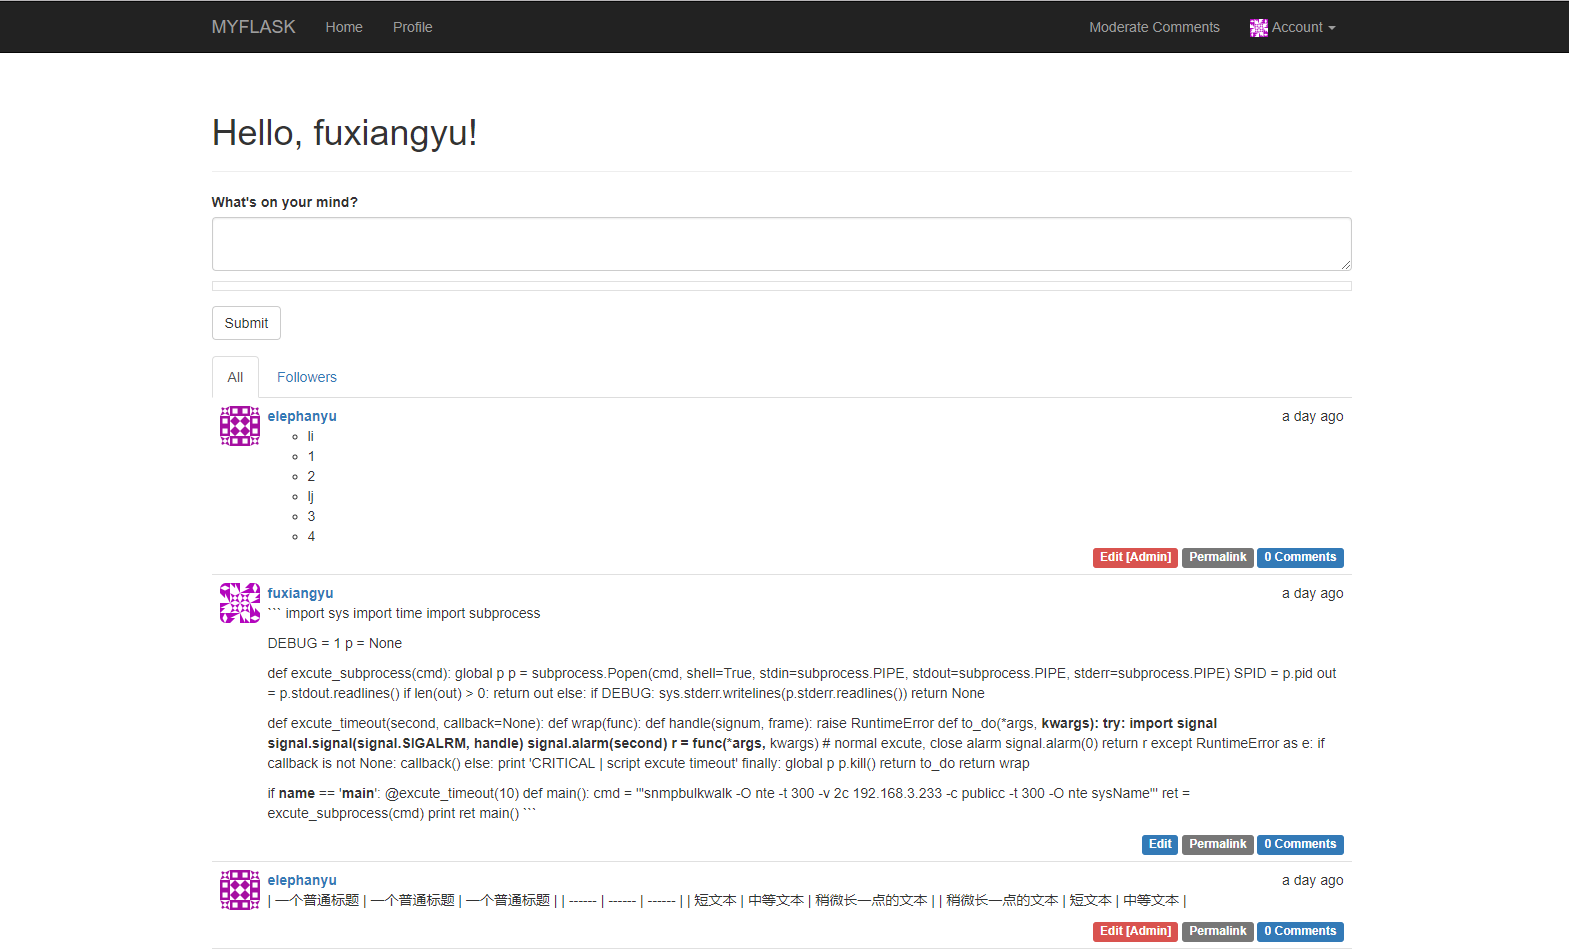 MYFLASK Home Profile Moderate Comments Account
Hello, fuxiangyu!
What's on your mind?
Submit
All Followers
elephanyu a day ago
li
1
2
lj
3
4
Edit [Admin] Permalink 0 Comments
fuxiangyu a day ago
``` import sys import time import subprocess
DEBUG = 1 p = None
def excute_subprocess(cmd): global p p = subprocess.Popen(cmd, shell=True, stdin=subprocess.PIPE, stdout=subprocess.PIPE, stderr=subprocess.PIPE) SPID = p.pid out
= p.stdout.readlines() if len(out) > 0: return out else: if DEBUG: sys.stderr.writelines(p.stderr.readlines()) return None
def excute_timeout(second, callback=None): def wrap(func): def handle(signum, frame): raise RuntimeError def to_do(*args, kwargs): try: import signal
signal.signal(signal.SIGALRM, handle) signal.alarm(second) r = func(*args, kwargs) # normal excute, close alarm signal.alarm(0) return r except RuntimeError as e: if
callback is not None: callback() else: print 'CRITICAL | script excute timeout' finally: global p p.kill() return to_do return wrap
if name == 'main': @excute_timeout(10) def main(): cmd = '''snmpbulkwalk -O nte -t 300 -v 2c 192.168.3.233 -c publicc -t 300 -O nte sysName''' ret =
excute_subprocess(cmd) print ret main() ```
Edit Permalink 0 Comments
elephanyu a day ago
| 一个普通标题 | 一个普通标题 | 一个普通标题 | | ------ | ------ | ------ | | 短文本 | 中等文本 | 稍微长一点的文本 | | 稍微长一点的文本 | 短文本 | 中等文本 |
Edit [Admin] Permalink 0 Comments